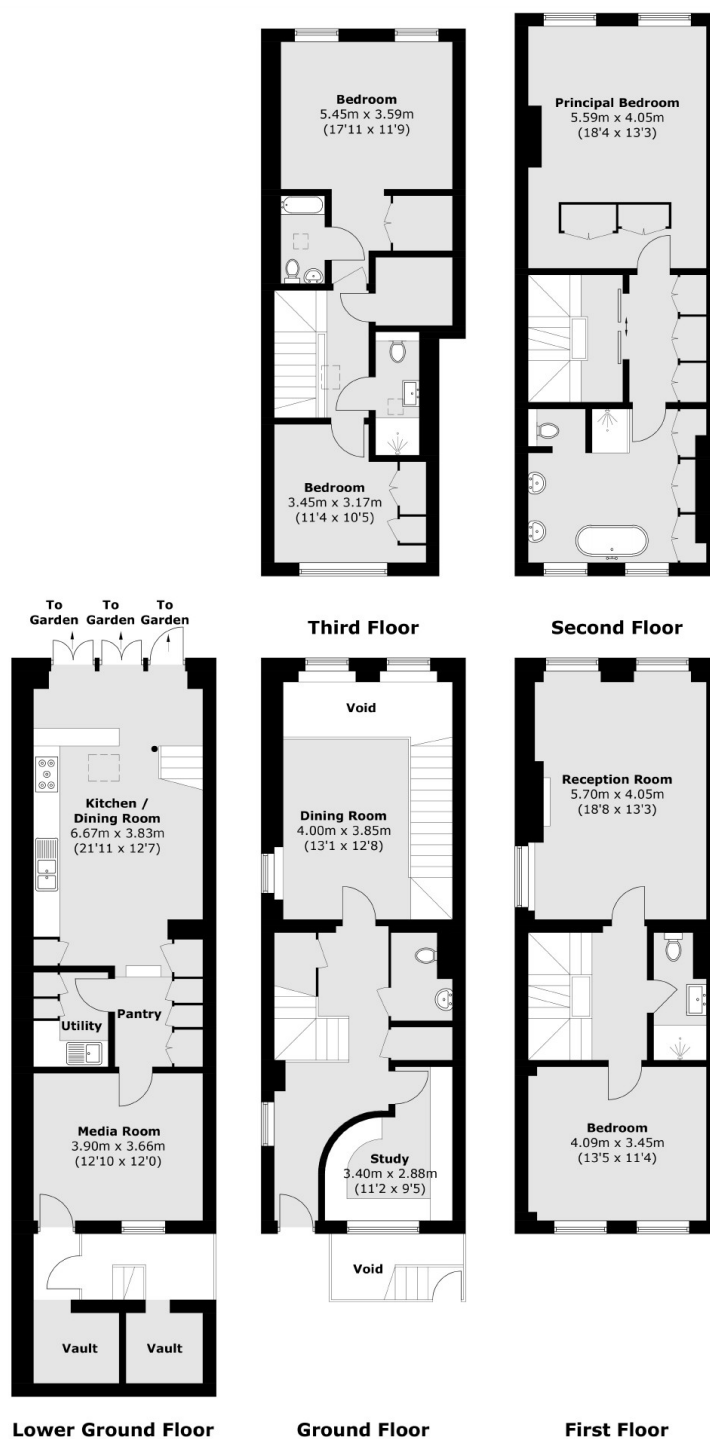 Bedroom
5.45m x 3.59m
(17'11 x 11'9)
Bedroom
3.45m x 3.17m
(11'4 x 10'5)
Third Floor
Principal Bedroom
5.59m x 4.05m
(18'4 x 13'3)
Second Floor
To
Garden
To
Garden
To
Garden
Kitchen /
Dining Room
6.67m x 3.83m
(21'11 x 12'7)
Utility
Pantry
Media Room
3.90m x 3.66m
(12'10 x 12'0)
Vault
Vault
Lower Ground Floor
Void
Dining Room
4.00m x 3.85m
(13'1 x 12'8)
Study
3.40m x 2.88m
(11'2 x 9'5)
Void
Ground Floor
Reception Room
5.70m x 4.05m
(18'8 x 13'3)
Bedroom
4.09m x 3.45m
(13'5 x 11'4)
First Floor